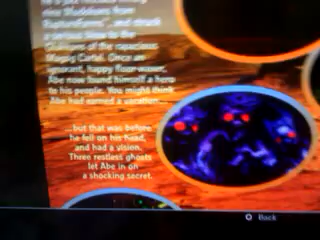 nine Mudokons from
RuptureFarms, and struck
a serious blow to the
Glukkons of the rapacious
Magog Cartel. Once an
ignorant, happy floor-waxer,
Abe now found himself a hero
to his people. You might think
Abe had earned a vacation...
...but that was before
he fell on his head,
and had a vision.
Three restless ghosts
let Abe in on
a shocking secret.
Back